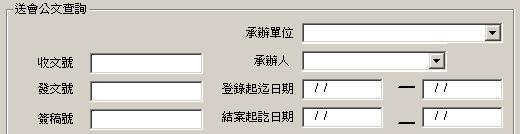 送會公文查詢
承辦單位
收文號 承辦人
發文號 登錄起迄日期 / / — / /
簽稿號 結案起訖日期 / / — / /